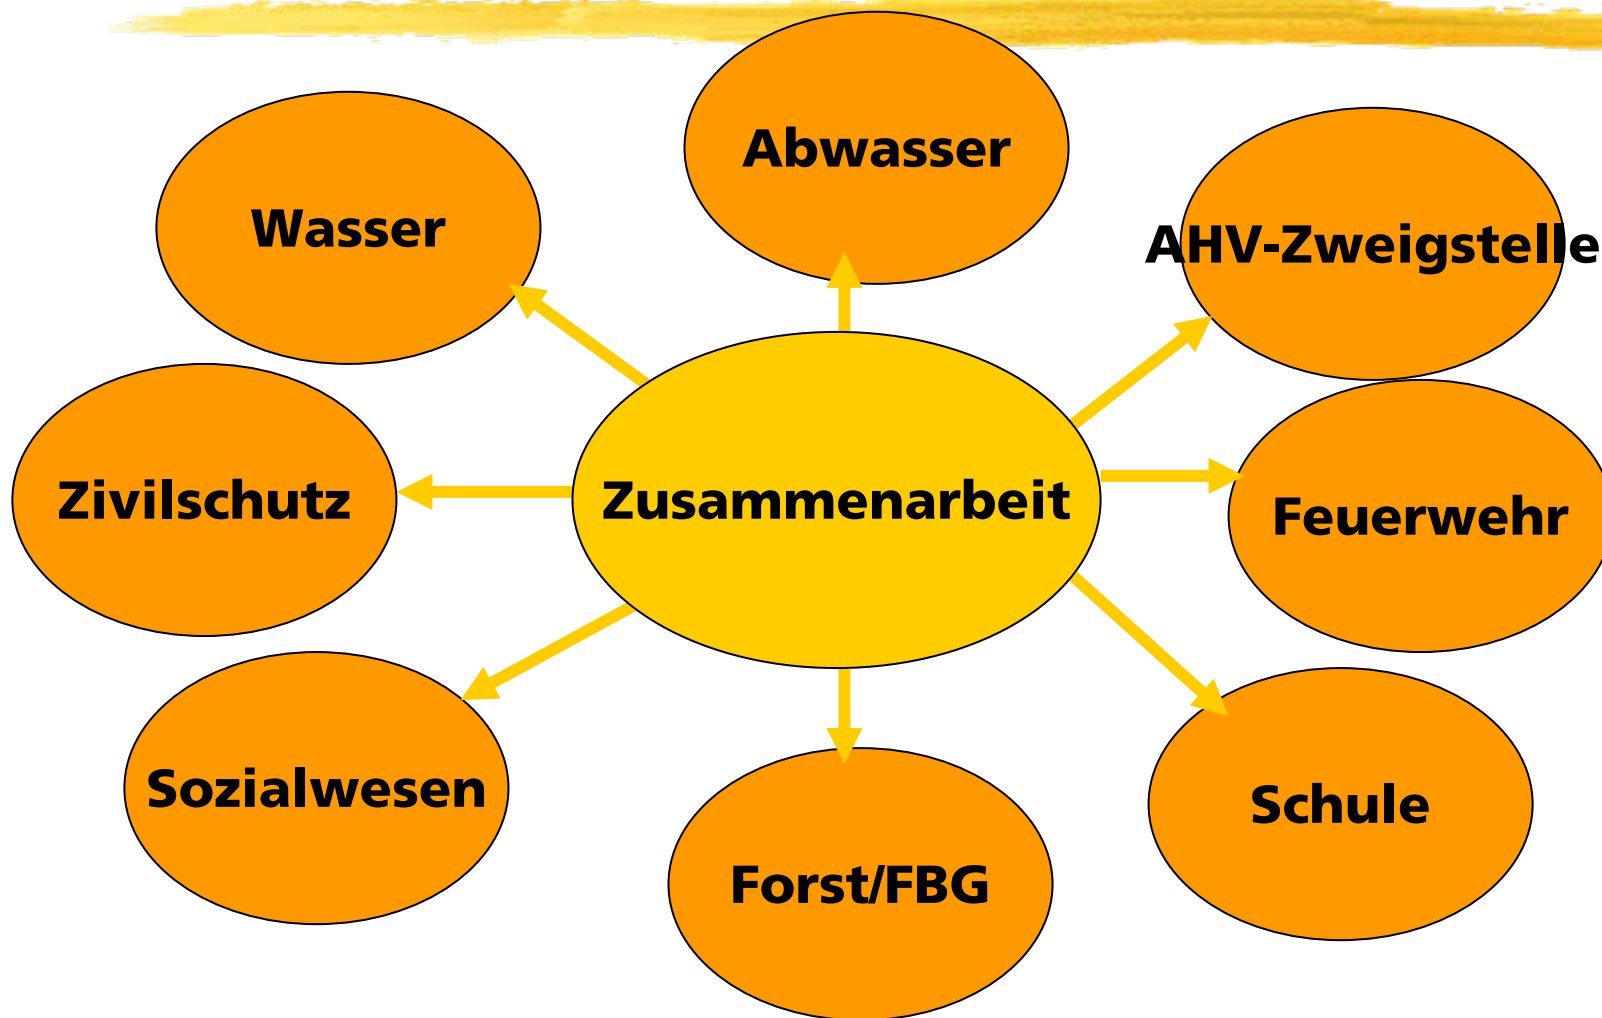 Abwasser
Wasser
AHV-Zweigstelle
Zivilschutz
Zusammenarbeit
Feuerwehr
Sozialwesen
Schule
Forst/FBG